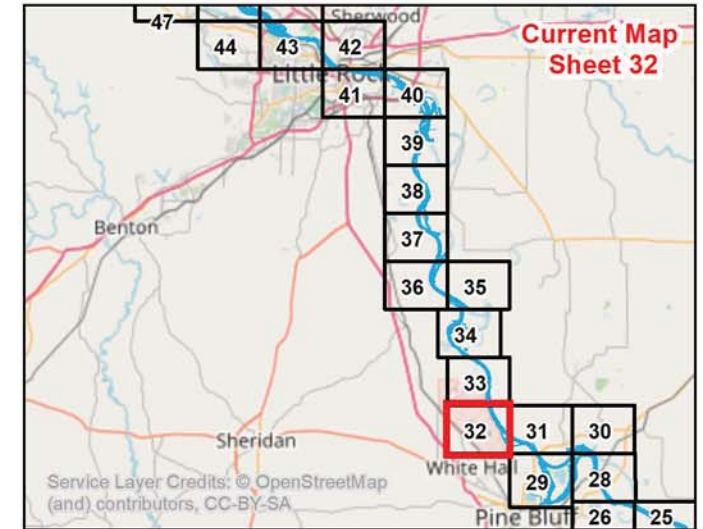 Sherwood
Current Map
Sheet 32
47
44
43
42
Little Rock
41
40
39
38
Benton
37
36
35
34
33
32
31
30
Sheridan
White Hall
29
28
Service Layer Credits: © OpenStreetMap
(and) contributors, CC-BY-SA
Pine Bluff
26
25